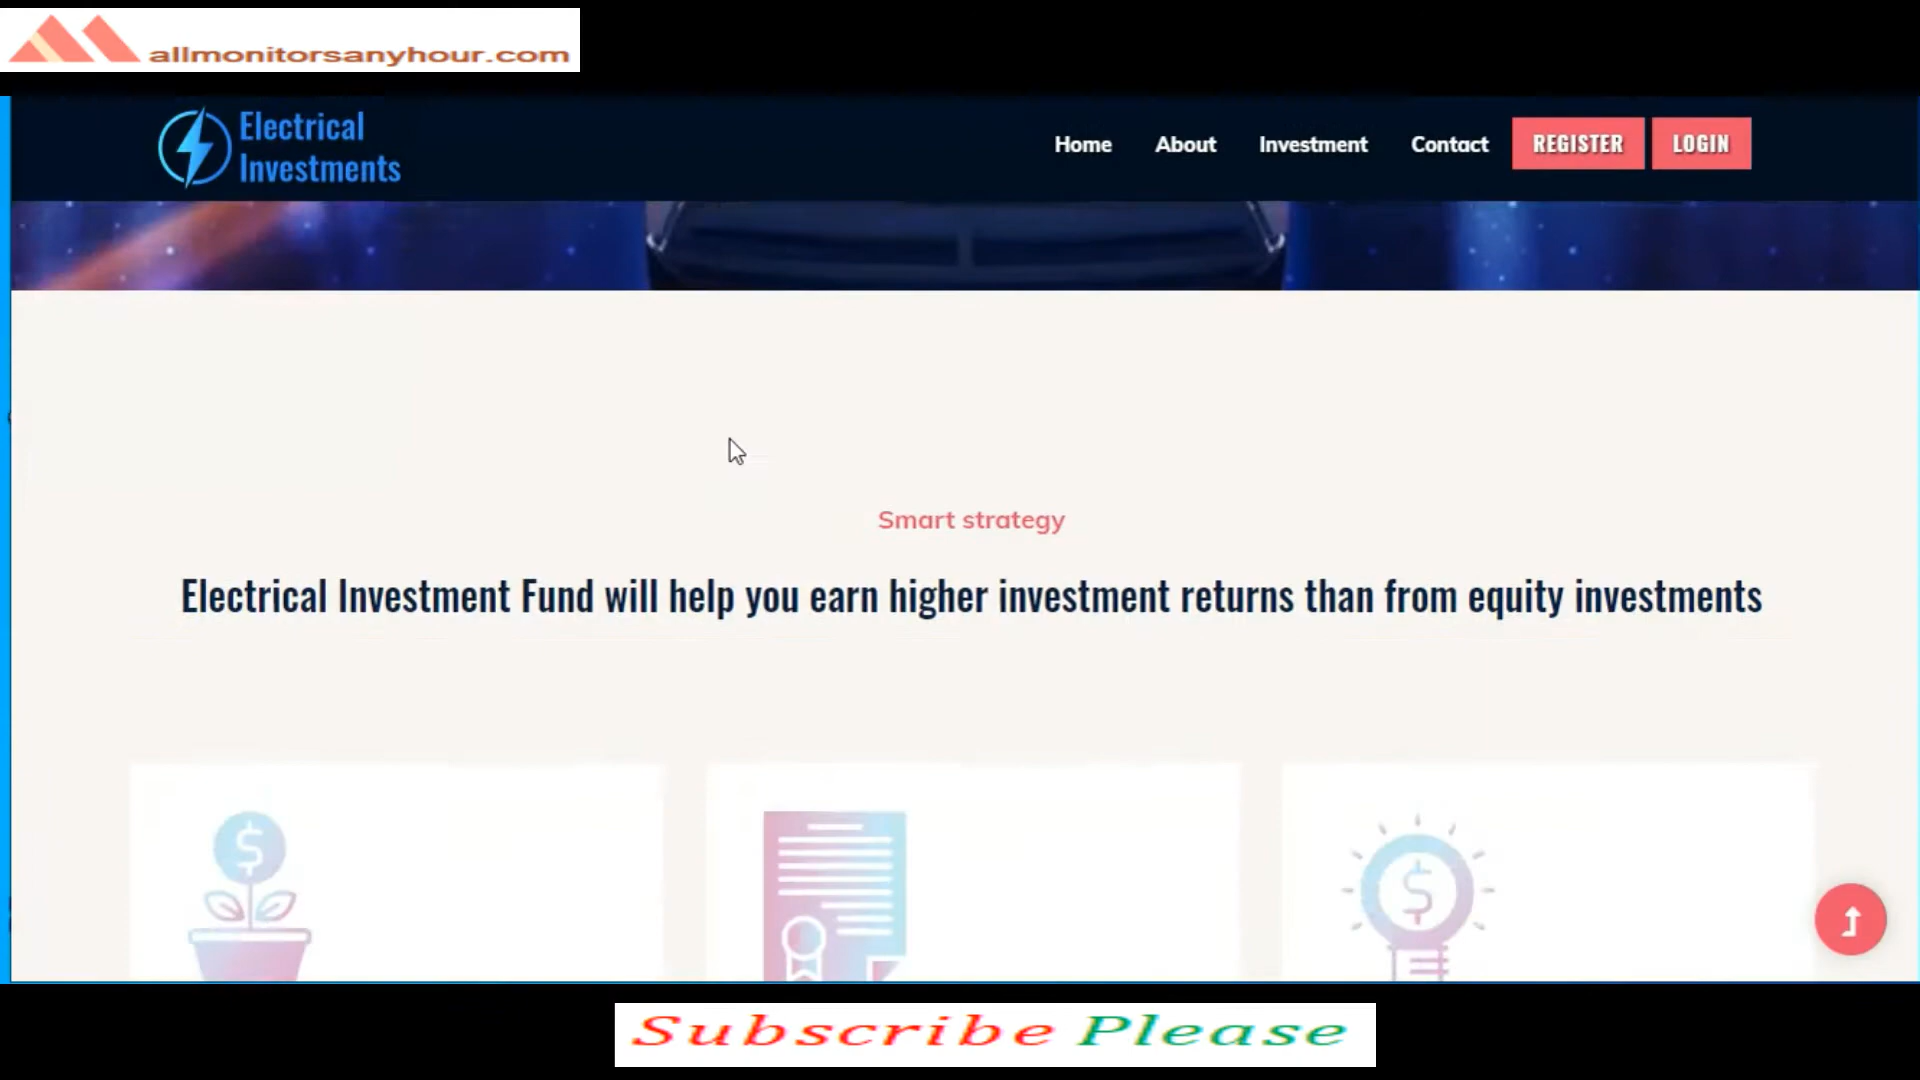 allmonitorsanyhour.com
Electrical
Investments
Home About Investment Contact REGISTER LOGIN
Smart strategy
Electrical Investment Fund will help you earn higher investment returns than from equity investments
$
$
Subscribe Please